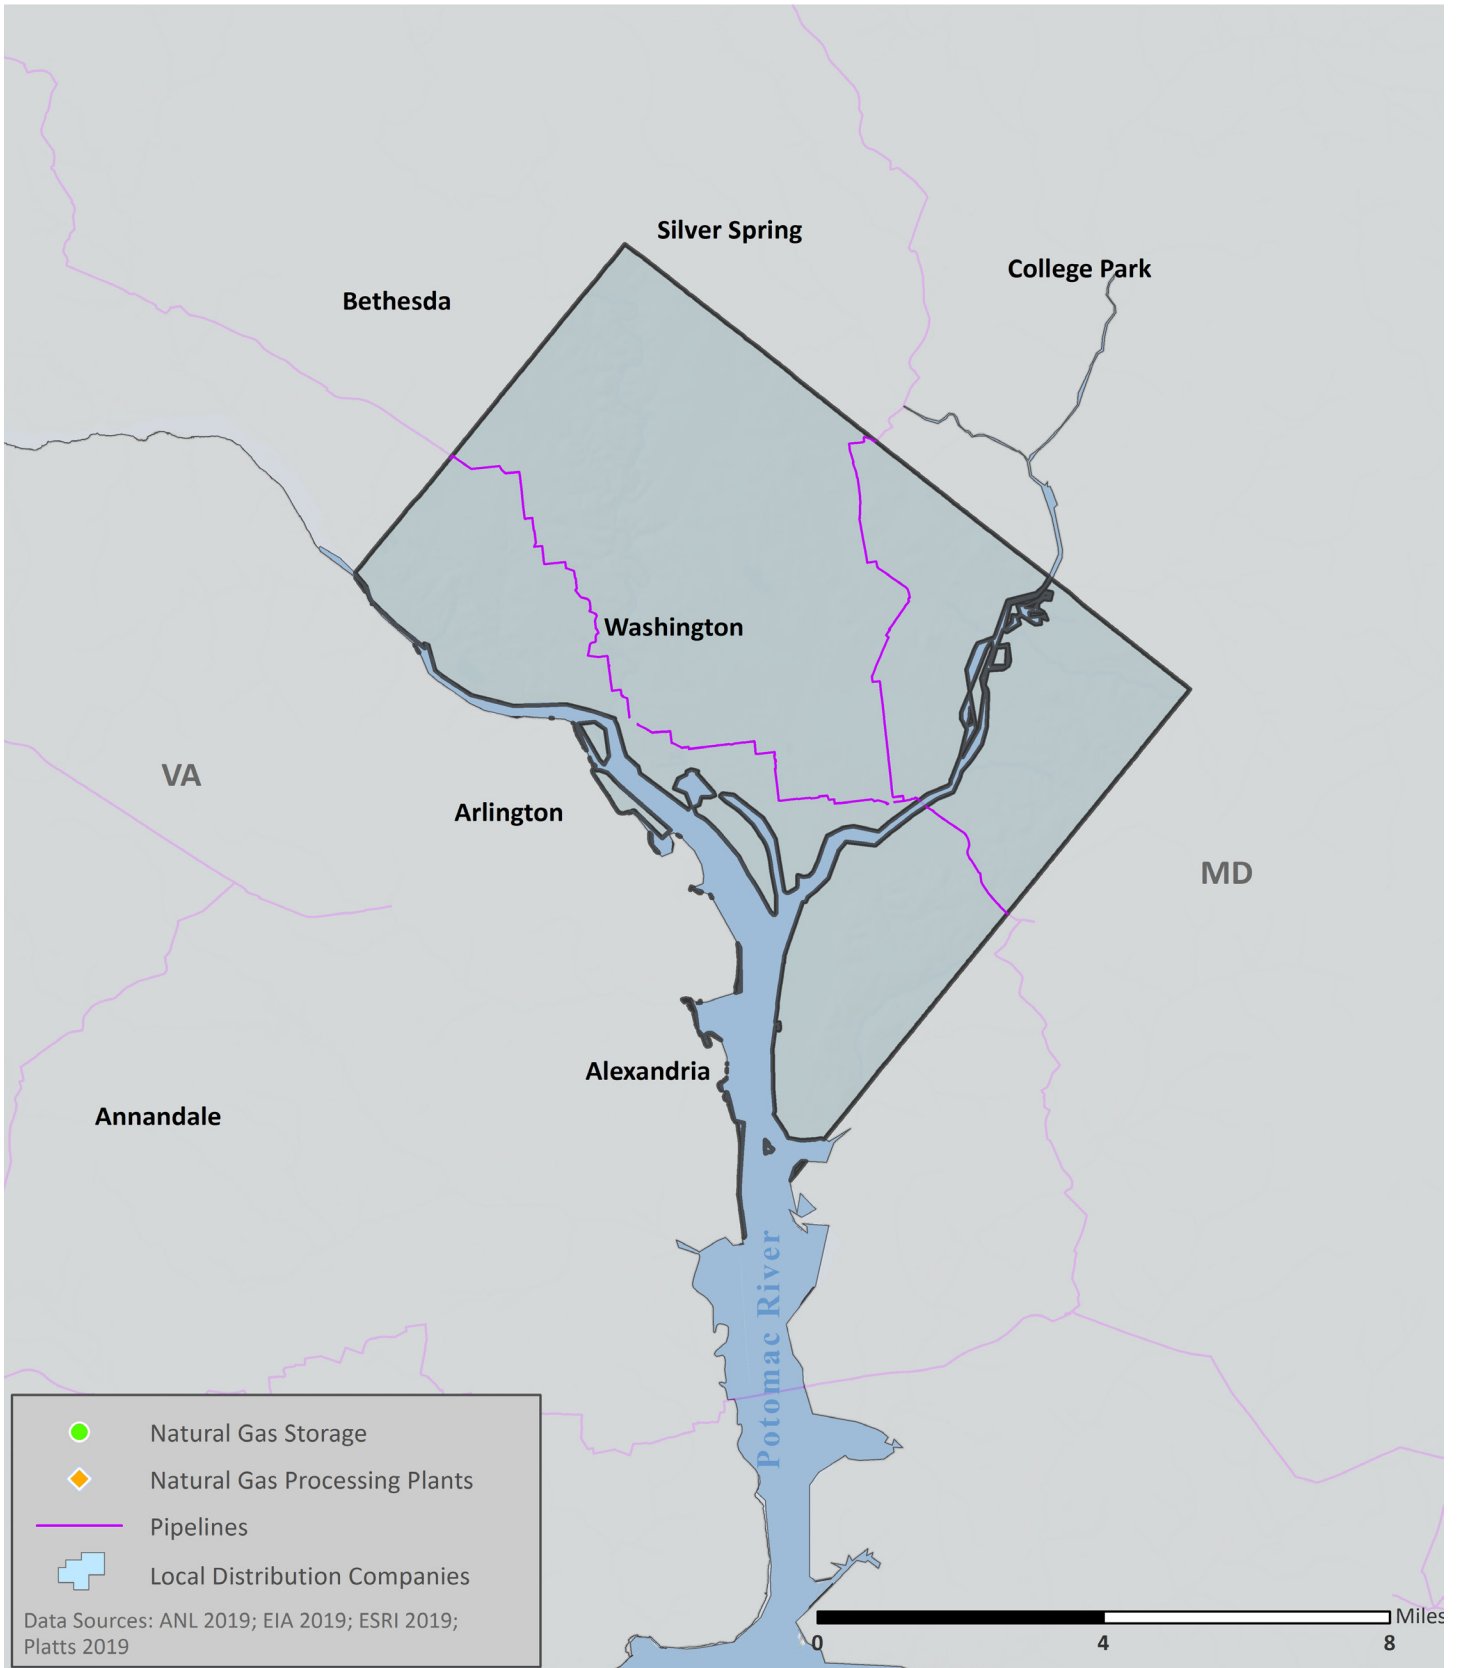 Silver Spring
College Park
Bethesda
Washington
VA
Arlington
MD
Alexandria
Annandale
Potomac River
Natural Gas Storage
Natural Gas Processing Plants
Pipelines
Local Distribution Companies
Data Sources: ANL 2019; EIA 2019; ESRI 2019;
Platts 2019
Miles
0 4 8